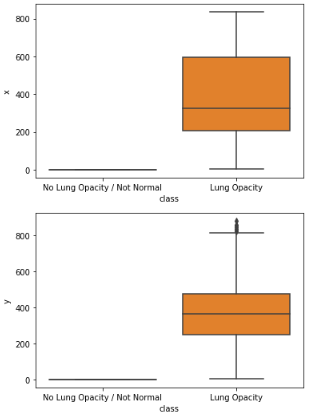 800
600
400
200
0
x
No Lung Opacity / Not Normal
Lung Opacity
class
800
600
400
200
0
y
No Lung Opacity / Not Normal
Lung Opacity
class